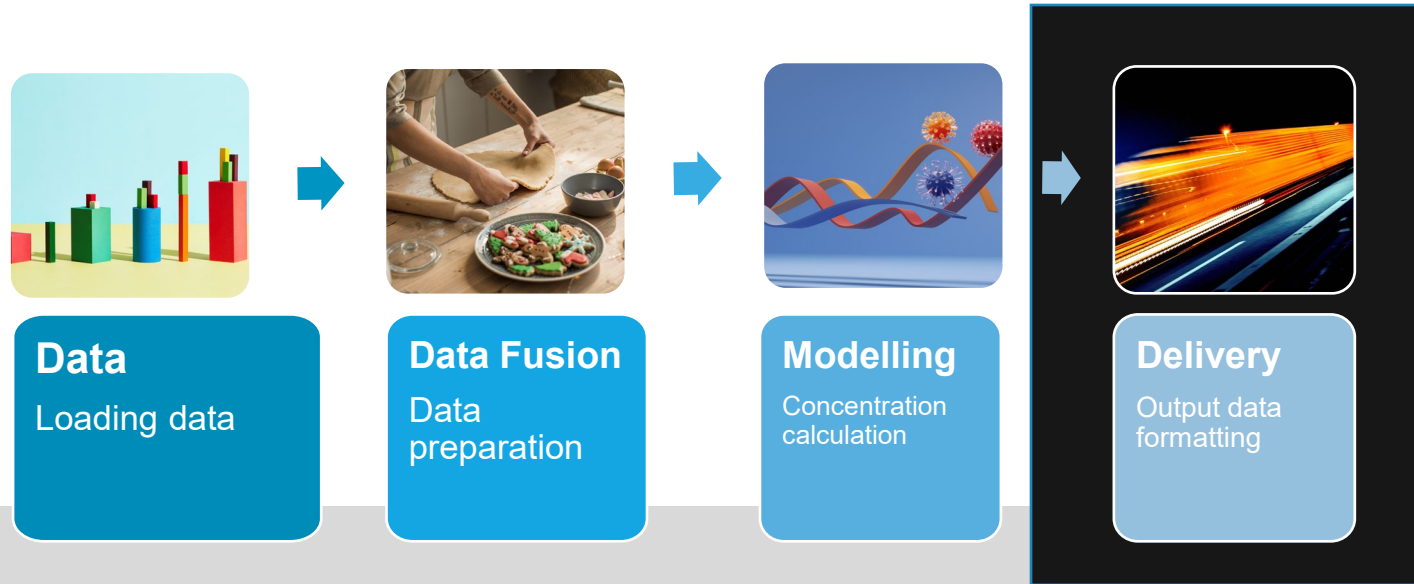 Data
Loading data
Data Fusion
Data
preparation
Modelling
Concentration
calculation
Delivery
Output data
formatting